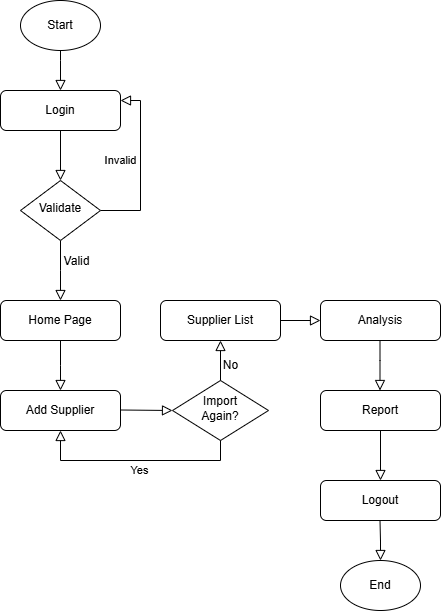 Start
Login
Invalid
Validate
Valid
Home Page
Supplier List
Analysis
No
Add Supplier
Import
Again?
Report
Yes
Logout
End